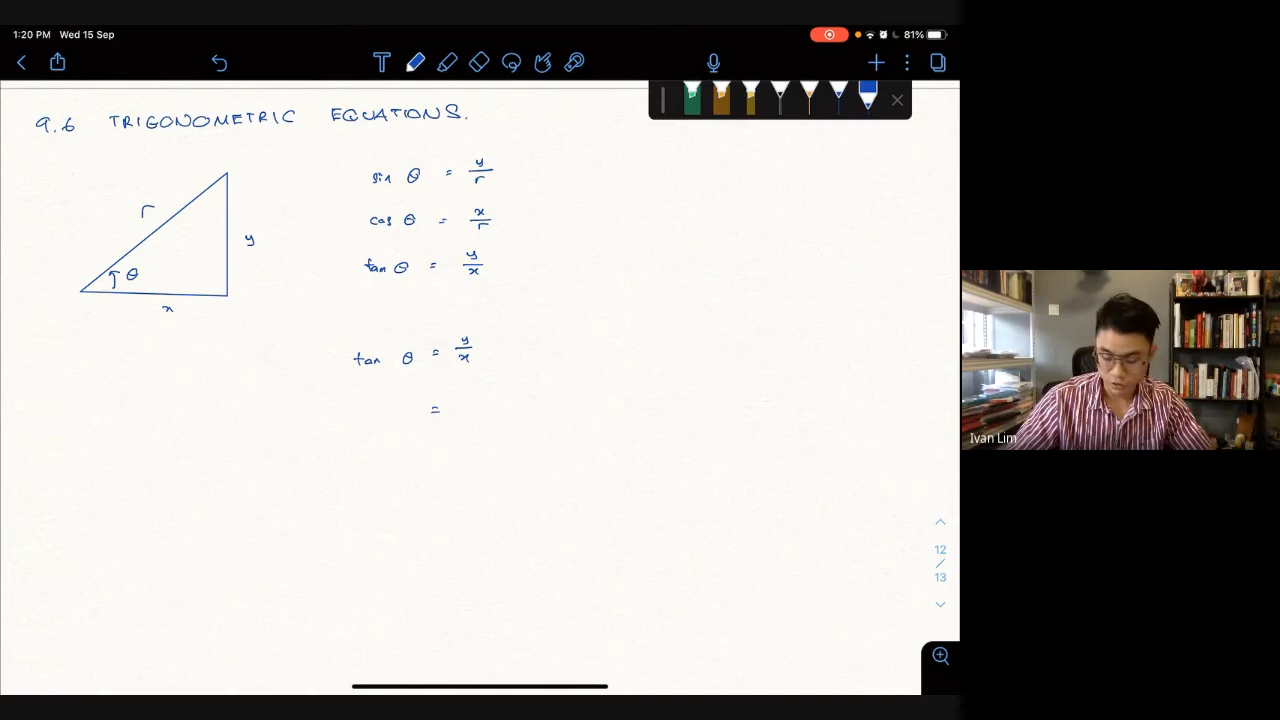 1:20 PM Wed 15 Sep
81%
9.6 TRIGONOMETRIC EQUATIONS.
sin θ = y/r
cos θ = x/r
tan θ = y/x
r
y
θ
x
tan θ = y/x
=
Ivan Lim
12
/
13